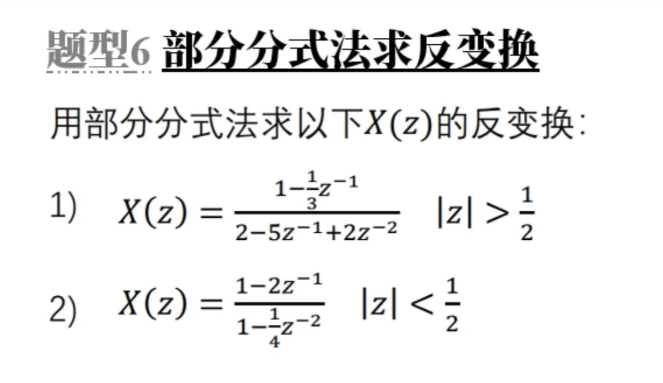 题型6 部分分式法求反变换
用部分分式法求以下X(z)的反变换:
1) X(z) = \frac{1-\frac{1}{3}z^{-1}}{2-5z^{-1}+2z^{-2}} |z| > \frac{1}{2}
2) X(z) = \frac{1-2z^{-1}}{1-\frac{1}{4}z^{-2}} |z| < \frac{1}{2}